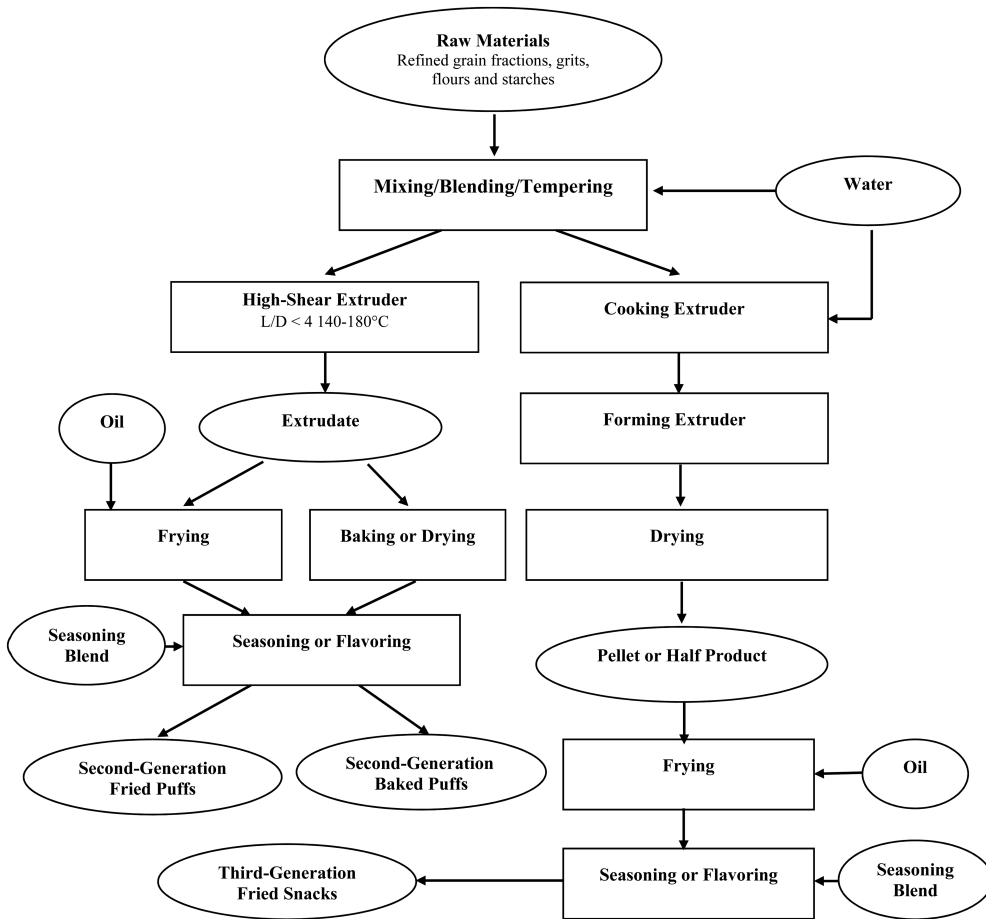 Raw Materials
Refined grain fractions, grits,
flours and starches
Mixing/Blending/Tempering
Water
High-Shear Extruder
L/D < 4 140-180°C
Cooking Extruder
Oil
Extrudate
Forming Extruder
Frying
Baking or Drying
Drying
Seasoning
Blend
Seasoning or Flavoring
Pellet or Half Product
Second-Generation
Fried Puffs
Second-Generation
Baked Puffs
Frying
Oil
Third-Generation
Fried Snacks
Seasoning or Flavoring
Seasoning
Blend